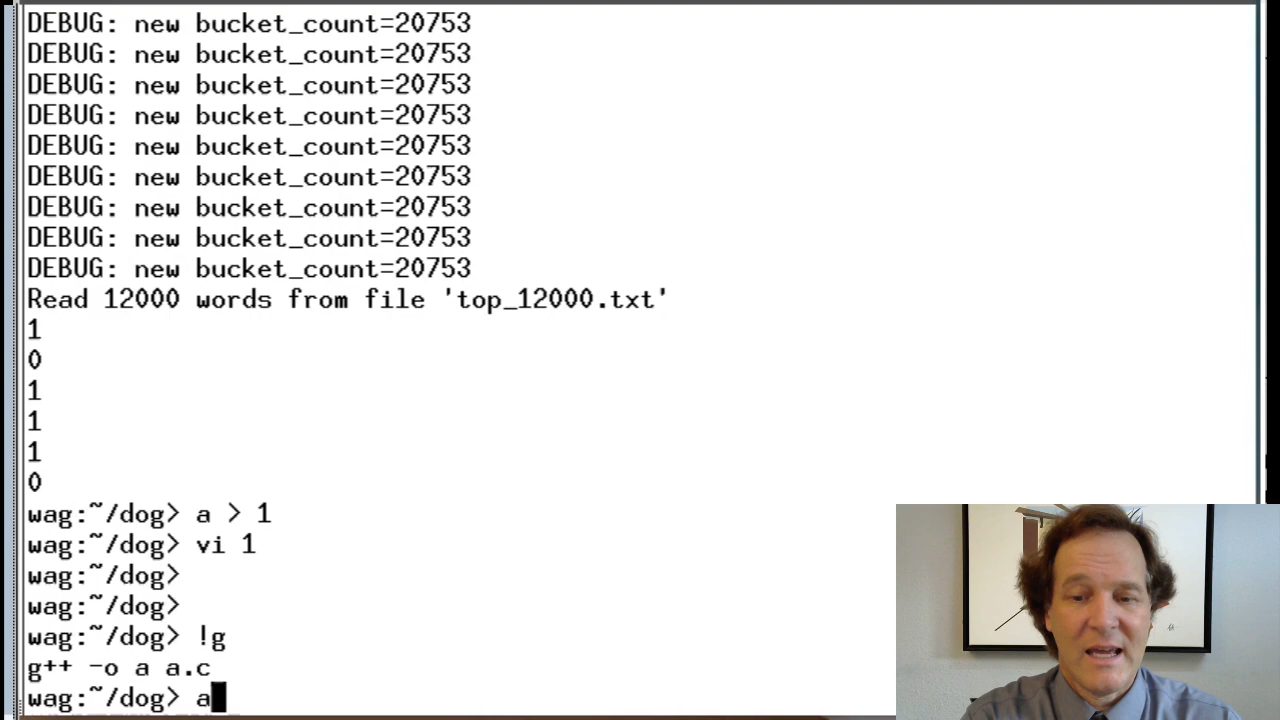 DEBUG: new bucket_count=20753
DEBUG: new bucket_count=20753
DEBUG: new bucket_count=20753
DEBUG: new bucket_count=20753
DEBUG: new bucket_count=20753
DEBUG: new bucket_count=20753
DEBUG: new bucket_count=20753
DEBUG: new bucket_count=20753
DEBUG: new bucket_count=20753
Read 12000 words from file 'top_12000.txt'
1
0
1
1
1
0
wag:~/dog> a > 1
wag:~/dog> vi 1
wag:~/dog>
wag:~/dog>
wag:~/dog> !g
g++ -o a a.c
wag:~/dog> a